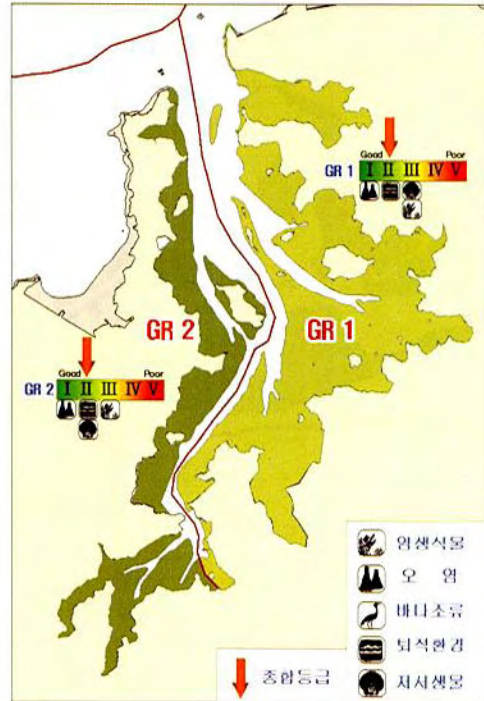 Good Poor
GR 1 I II III IV V
GR 2 GR 1
Good Poor
GR 2 I II III IV V
염생식물
오 염
바다조류
퇴적환경
저서생물
종합등급